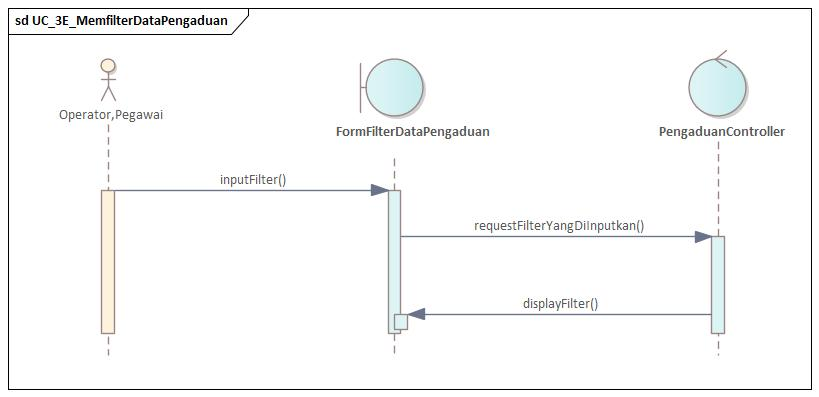 sd UC_3E_MemfilterDataPengaduan
Operator,Pegawai
FormFilterDataPengaduan
PengaduanController
inputFilter()
requestFilterYangDiInputkan()
displayFilter()